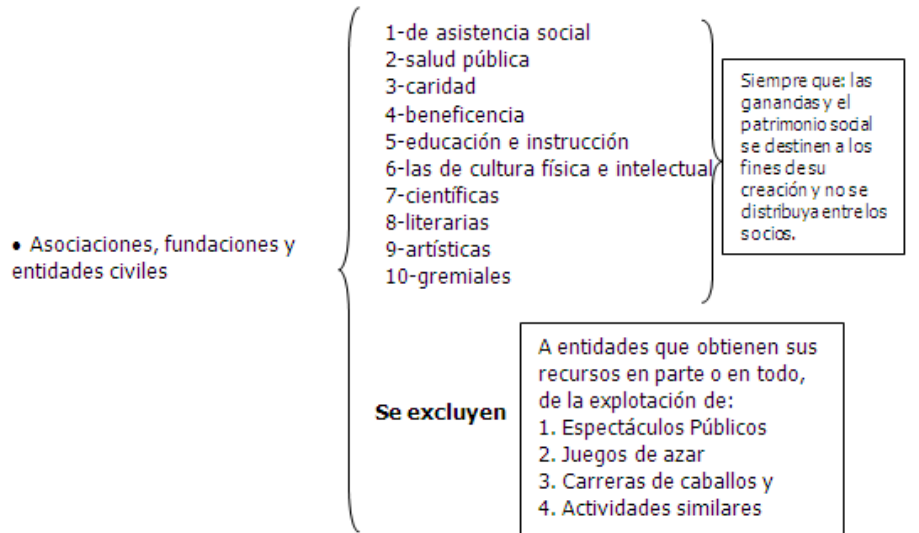 • Asociaciones, fundaciones y
entidades civiles
1-de asistencia social
2-salud pública
3-caridad
4-beneficencia
5-educación e instrucción
6-las de cultura física e intelectual
7-científicas
8-literarias
9-artísticas
10-gremiales
Siempre que: las
ganancias y el
patrimonio social
se destinen a los
fines de su
creación y no se
distribuya entre los
socios.
Se excluyen
A entidades que obtienen sus
recursos en parte o en todo,
de la explotación de:
1. Espectáculos Públicos
2. Juegos de azar
3. Carreras de caballos y
4. Actividades similares